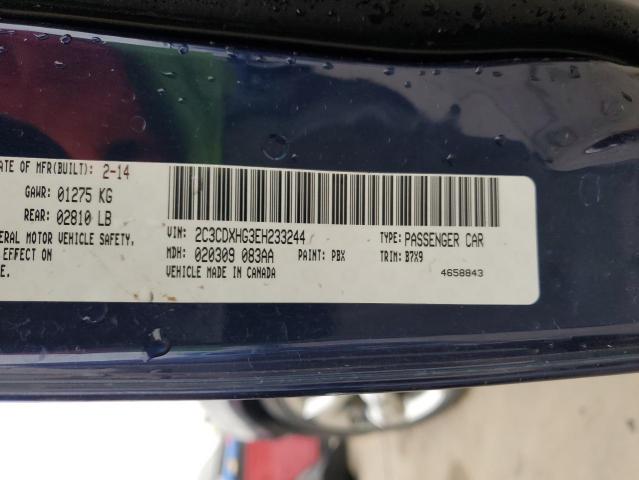 ATE OF MFR(BUILT): 2-14
GAWR: 01275 KG
REAR: 02810 LB
ERAL MOTOR VEHICLE SAFETY,
EFFECT ON
E.
VIN: 2C3CDXHG3EH233244 TYPE: PASSENGER CAR
MDH: 020309 083AA PAINT: PBX TRIM: B7X9
VEHICLE MADE IN CANADA 4658843